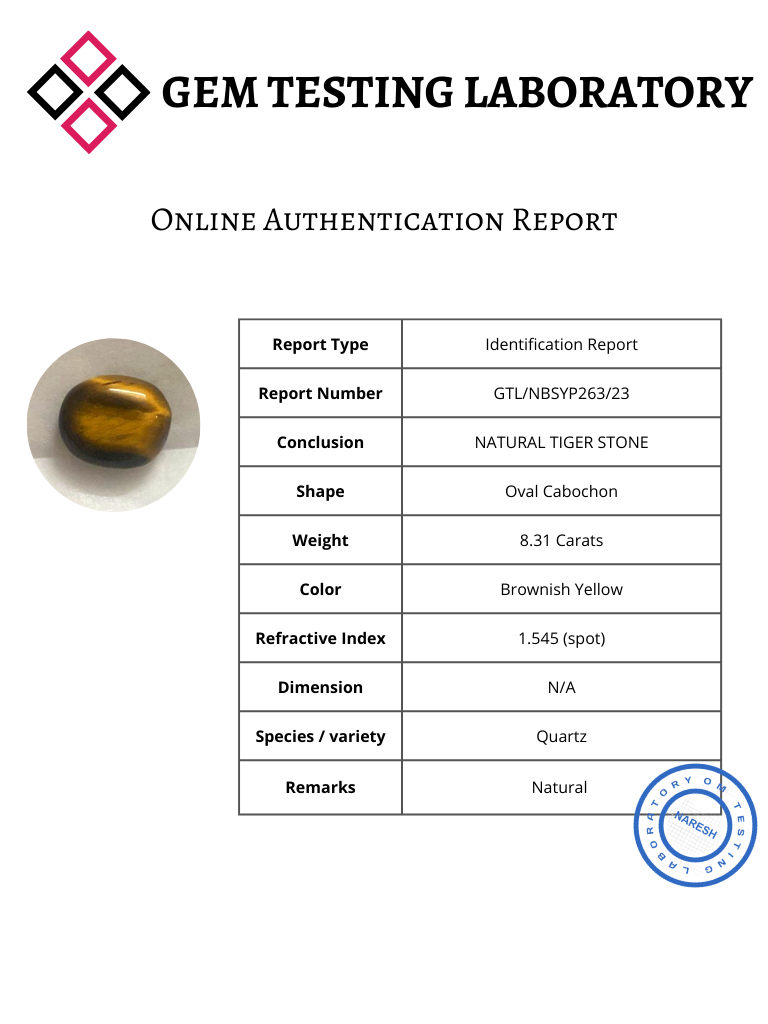 GEM TESTING LABORATORY
Online Authentication Report
Report Type Identification Report
Report Number GTL/NBSYP263/23
Conclusion NATURAL TIGER STONE
Shape Oval Cabochon
Weight 8.31 Carats
Color Brownish Yellow
Refractive Index 1.545 (spot)
Dimension N/A
Species / variety Quartz
Remarks Natural
OM TESTING LABORATORY
NARESH